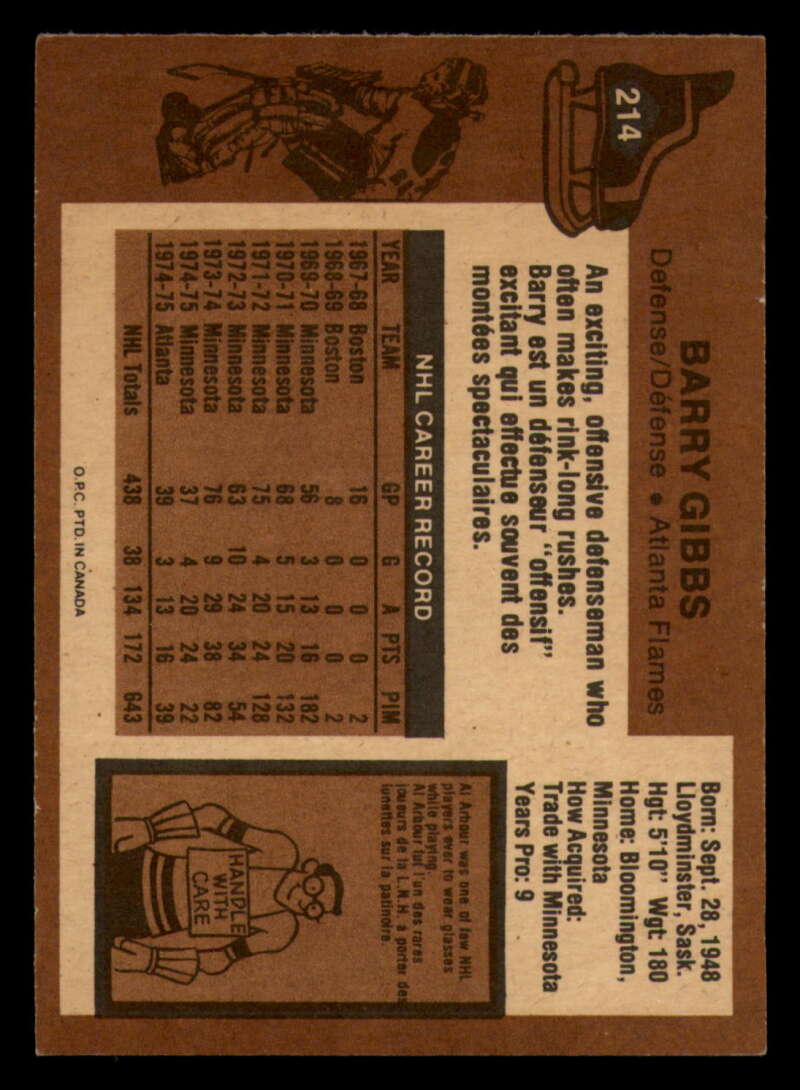 214
BARRY GIBBS
Defense/Défense • Atlanta Flames
An exciting, offensive defenseman who
often makes rink-long rushes.
Barry est un défenseur "offensif"
excitant qui effectue souvent des
montées spectaculaires.
Born: Sept. 28, 1948
Lloydminster, Sask.
Hgt: 5'10" Wgt: 180
Home: Bloomington,
Minnesota
How Acquired:
Trade with Minnesota
Years Pro: 9
NHL CAREER RECORD
YEAR TEAM GP G A PTS PIM
1967-68 Boston 16 0 0 0 2
1968-69 Boston 8 0 0 0 2
1969-70 Minnesota 56 3 13 16 182
1970-71 Minnesota 68 5 15 20 132
1971-72 Minnesota 75 4 20 24 128
1972-73 Minnesota 63 10 24 34 54
1973-74 Minnesota 76 9 29 38 82
1974-75 Minnesota 37 4 20 24 22
1974-75 Atlanta 39 3 13 16 39
NHL Totals 438 38 134 172 643
Al Arbour was one of few NHL
players ever to wear glasses
while playing.
Al Arbour fut l'un des rares
joueurs de la L.N.H. à porter des
lunettes sur la patinoire.
HANDLE
WITH
CARE
O.P.C. PTD. IN CANADA